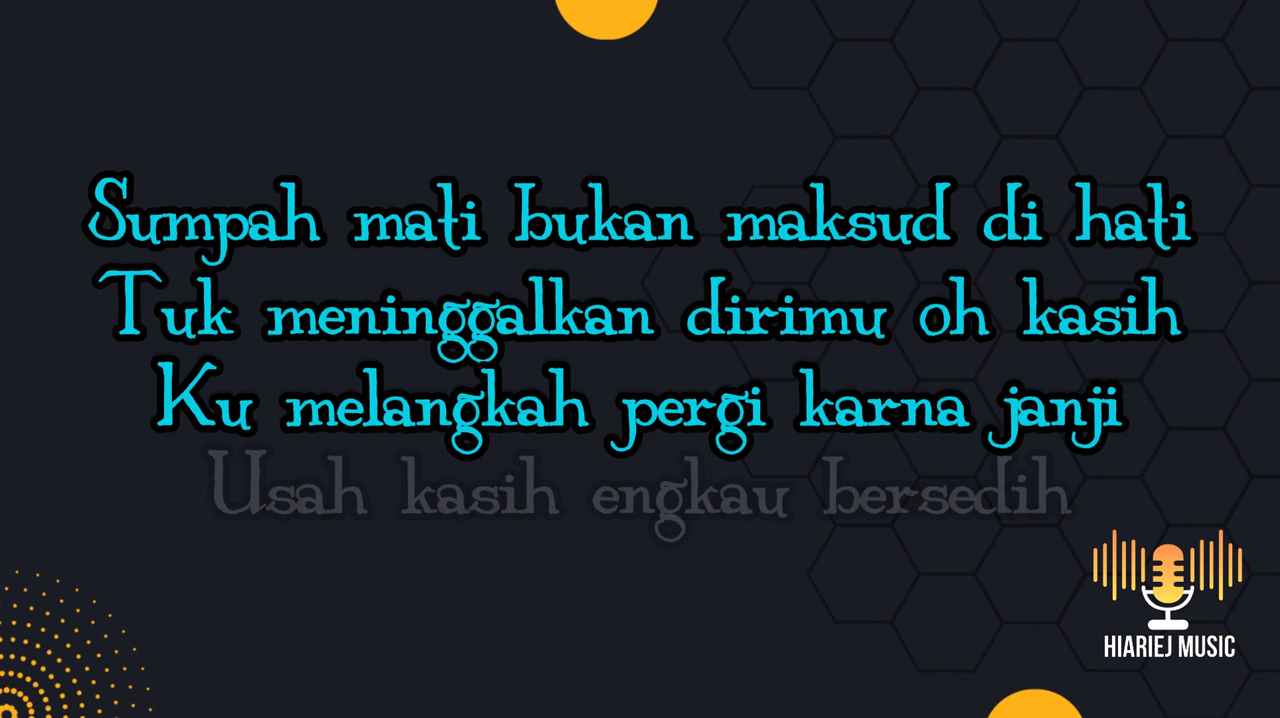 Sumpah mati bukan maksud di hati
Tuk meninggalkan dirimu oh kasih
Ku melangkah pergi karna janji
Usah kasih engkau bersedih
HIARIEJ MUSIC